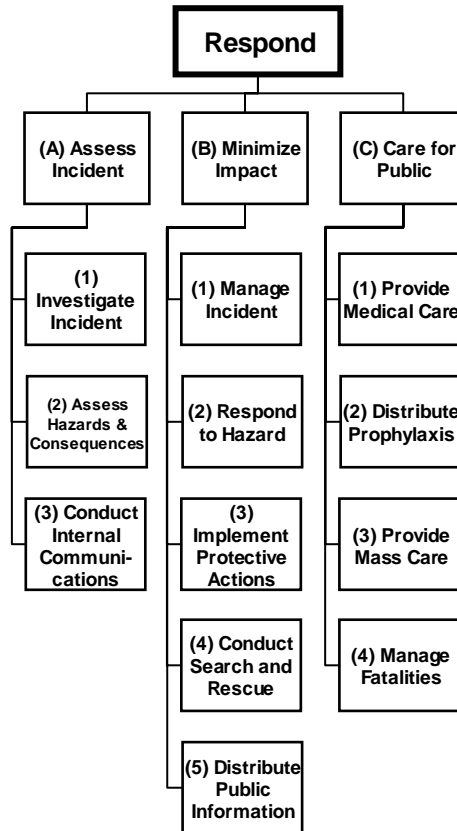 Respond
(A) Assess
Incident
(B) Minimize
Impact
(C) Care for
Public
(1)
Investigate
Incident
(2) Assess
Hazards &
Consequences
(3) Conduct
Internal
Communi-
cations
(1) Manage
Incident
(2) Respond
to Hazard
(3)
Implement
Protective
Actions
(4) Conduct
Search and
Rescue
(5) Distribute
Public
Information
(1) Provide
Medical Care
(2) Distribute
Prophylaxis
(3) Provide
Mass Care
(4) Manage
Fatalities